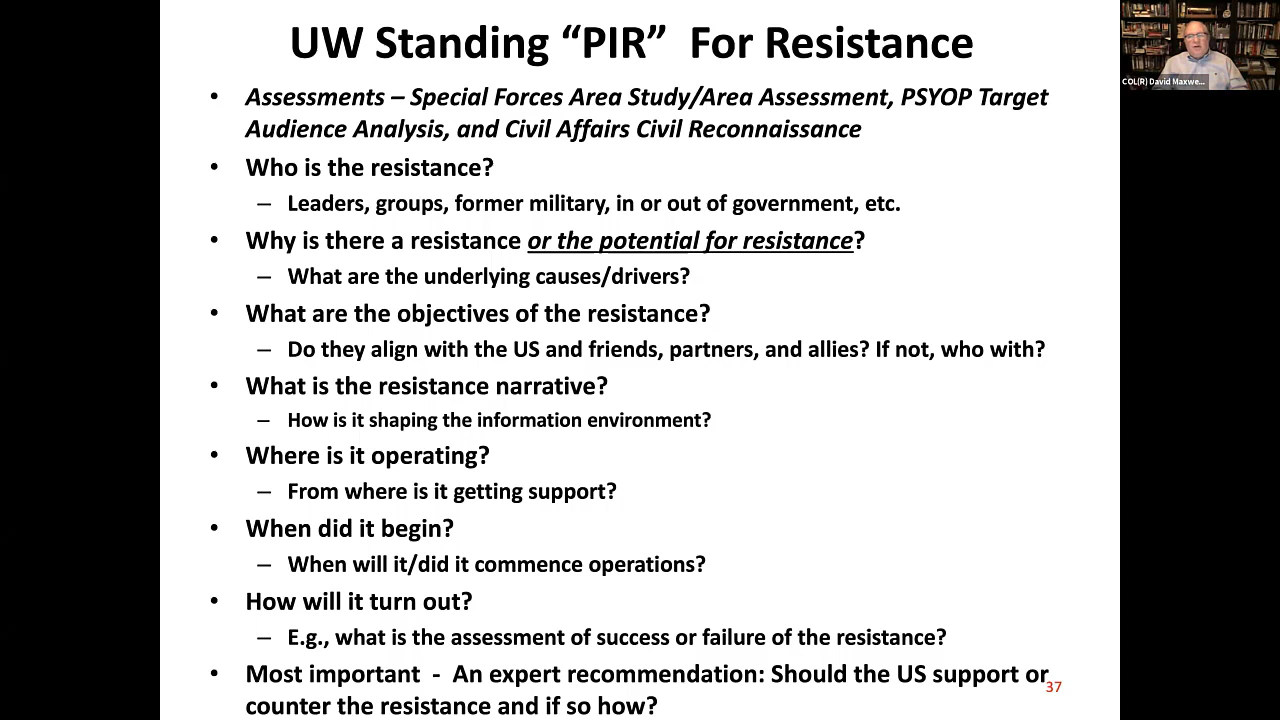 UW Standing “PIR” For Resistance
COL(R) David Maxwe...
• Assessments – Special Forces Area Study/Area Assessment, PSYOP Target
Audience Analysis, and Civil Affairs Civil Reconnaissance
• Who is the resistance?
– Leaders, groups, former military, in or out of government, etc.
• Why is there a resistance or the potential for resistance?
– What are the underlying causes/drivers?
• What are the objectives of the resistance?
– Do they align with the US and friends, partners, and allies? If not, who with?
• What is the resistance narrative?
– How is it shaping the information environment?
• Where is it operating?
– From where is it getting support?
• When did it begin?
– When will it/did it commence operations?
• How will it turn out?
– E.g., what is the assessment of success or failure of the resistance?
• Most important - An expert recommendation: Should the US support or
counter the resistance and if so how?
37